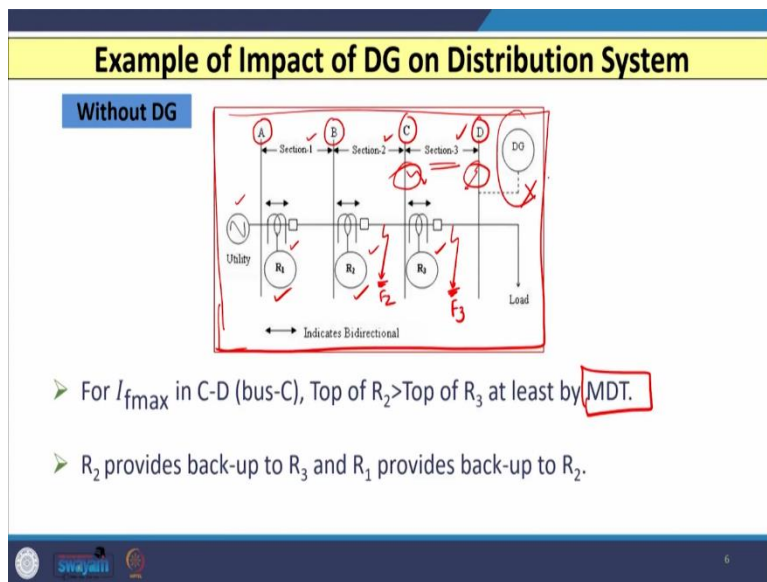 Example of Impact of DG on Distribution System
Without DG
A B C D DG
Section-1 Section-2 Section-3
Utility
R₁ R₂ R₃
F₂ F₃
Load
Indicates Bidirectional
➤ For I_fmax in C-D (bus-C), Top of R₂>Top of R₃ at least by MDT.
➤ R₂ provides back-up to R₃ and R₁ provides back-up to R₂.
swayam
6